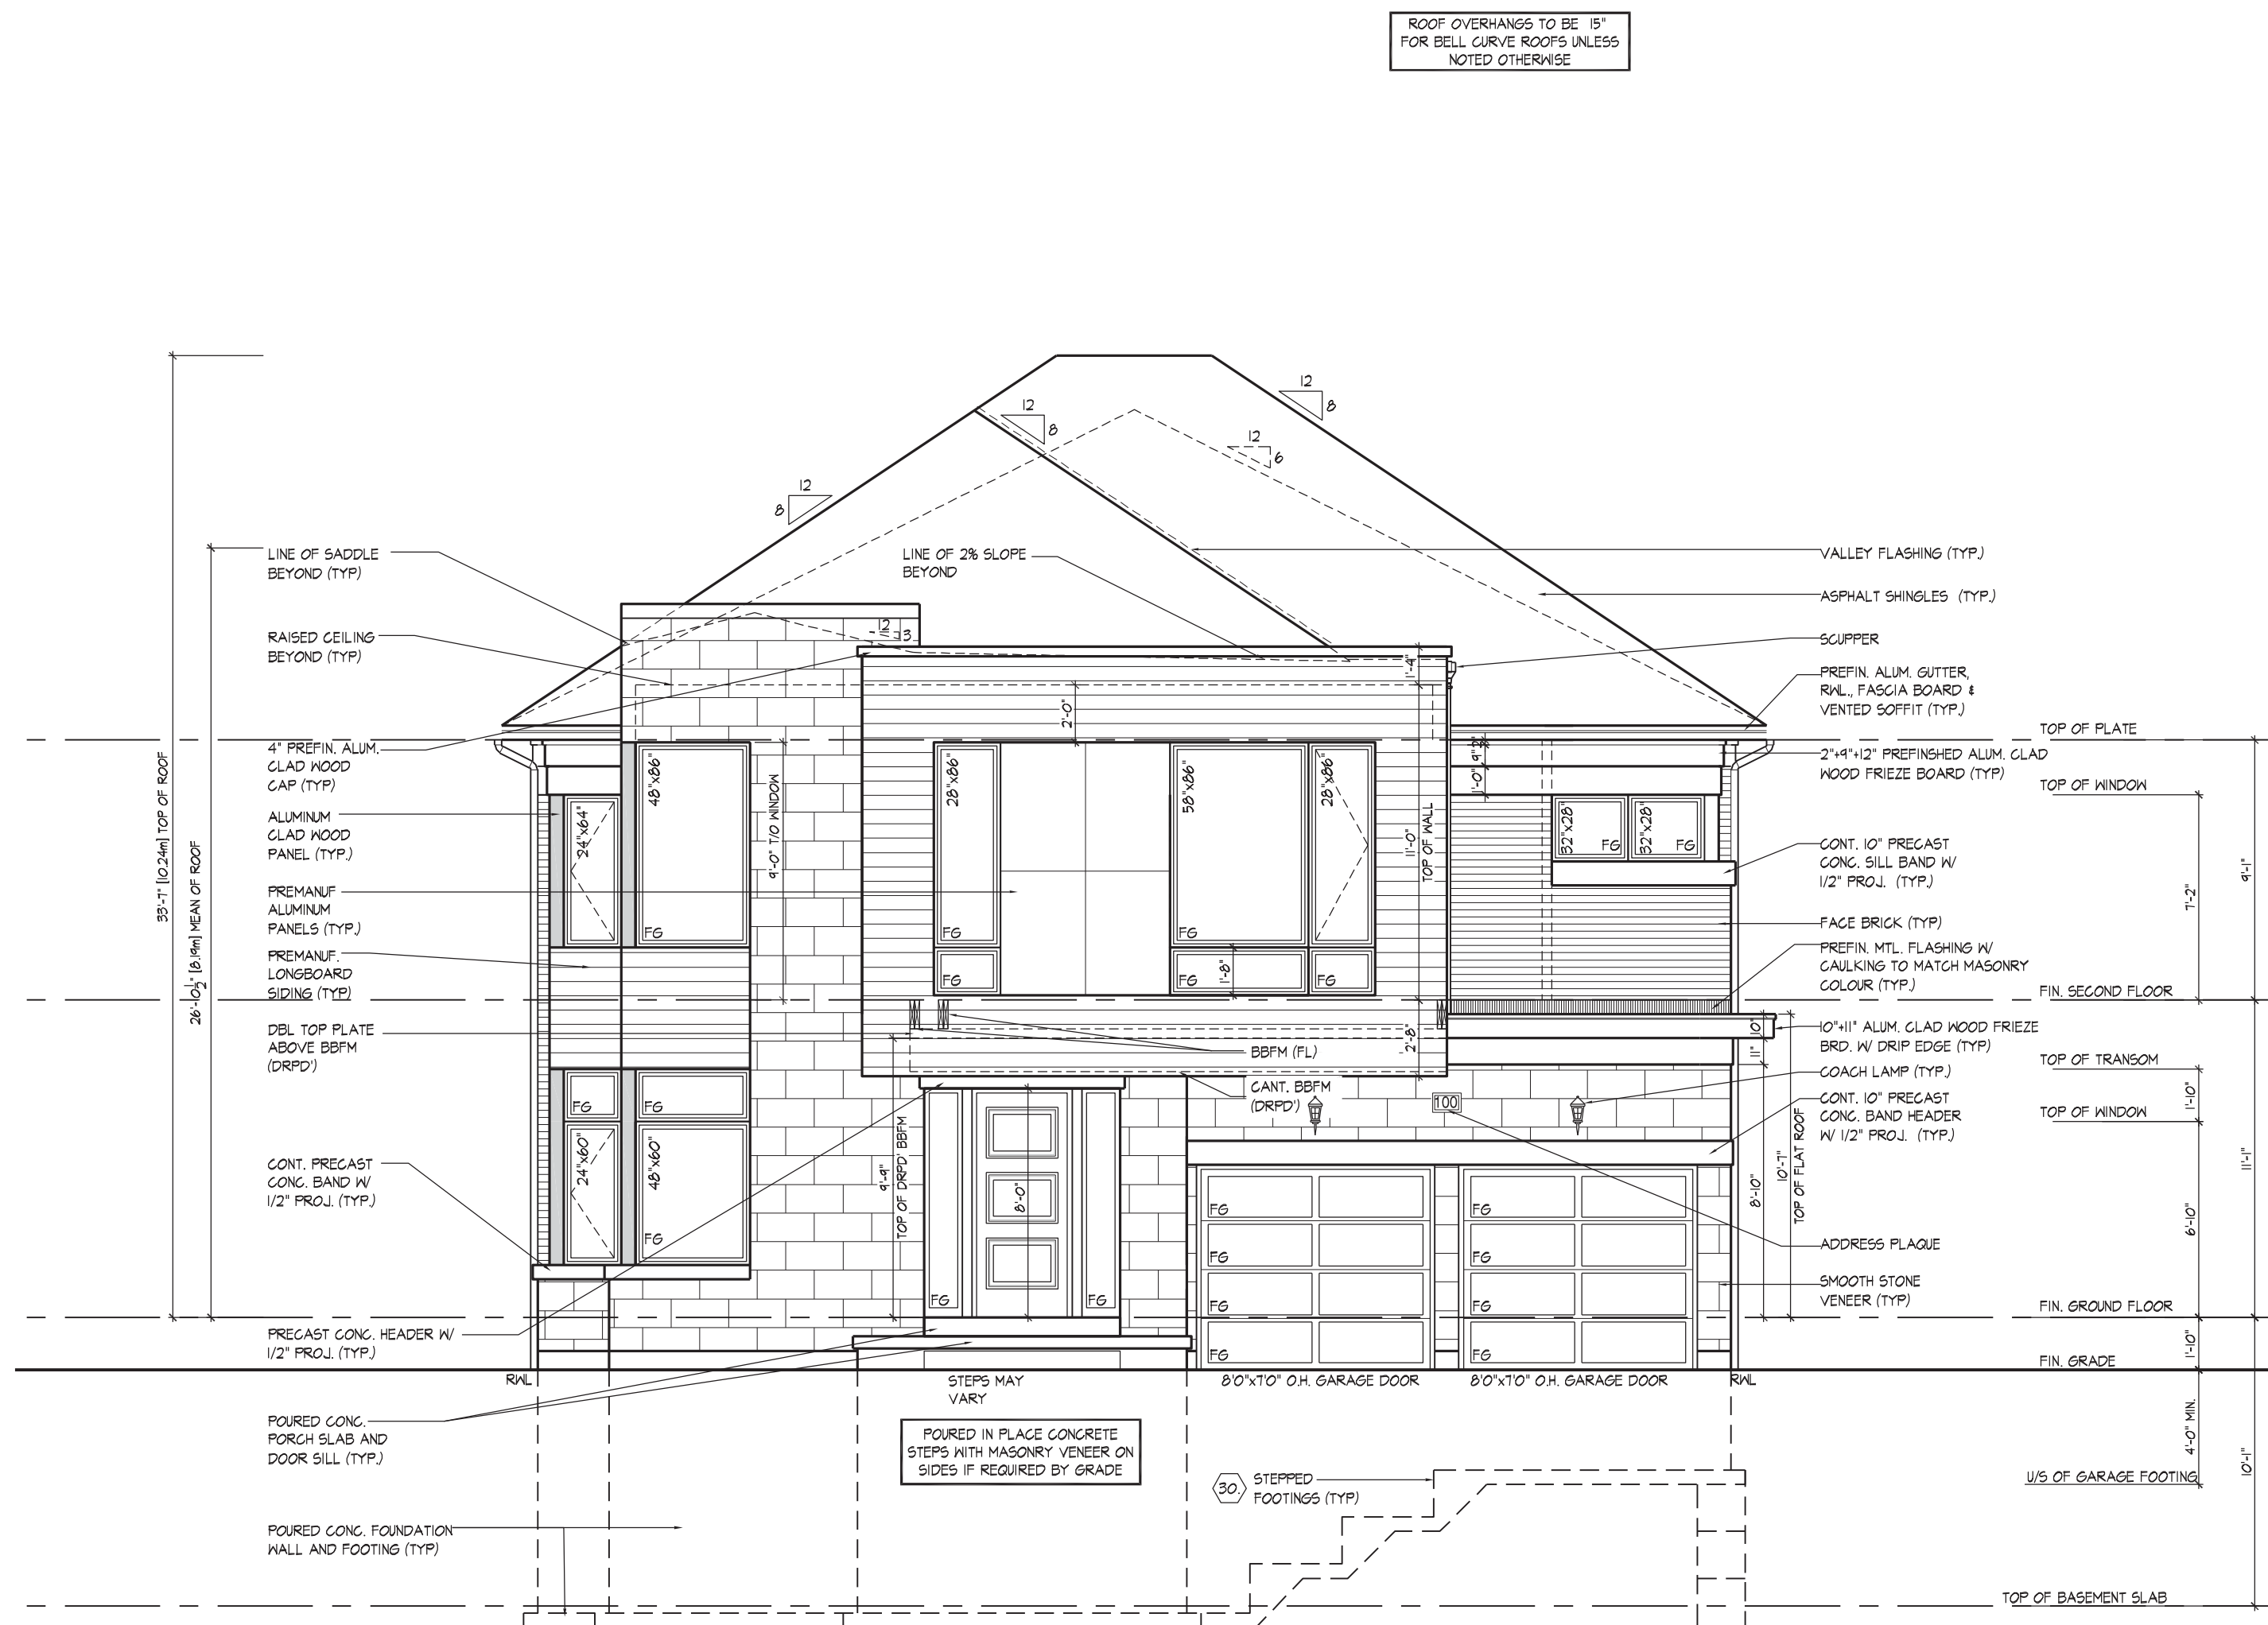 ROOF OVERHANGS TO BE 15"
FOR BELL CURVE ROOFS UNLESS
NOTED OTHERWISE
12
8
12
8
12
6
12
8
LINE OF SADDLE
BEYOND (TYP)
LINE OF 2% SLOPE
BEYOND
VALLEY FLASHING (TYP.)
ASPHALT SHINGLES (TYP.)
RAISED CEILING
BEYOND (TYP)
12
3
SCUPPER
PREFIN. ALUM. GUTTER,
RWL., FASCIA BOARD &
VENTED SOFFIT (TYP.)
1'-4"
2'-0"
33'-7" [10.24m] TOP OF ROOF
26'-10 1/2" [8.19m] MEAN OF ROOF
4" PREFIN. ALUM.
CLAD WOOD
CAP (TYP)
ALUMINUM
CLAD WOOD
PANEL (TYP.)
PREMANUF
ALUMINUM
PANELS (TYP.)
PREMANUF.
LONGBOARD
SIDING (TYP)
DBL TOP PLATE
ABOVE BBFM
(DRPD')
CONT. PRECAST
CONC. BAND W/
1/2" PROJ. (TYP.)
PRECAST CONC. HEADER W/
1/2" PROJ. (TYP.)
POURED CONC.
PORCH SLAB AND
DOOR SILL (TYP.)
POURED CONC. FOUNDATION
WALL AND FOOTING (TYP)
24"x64"
48"x86"
FG
9'-0" T/O WINDOW
28"x86"
FG
FG
58"x86"
FG
FG
1'-8"
28"x86"
FG
11'-0"
TOP OF WALL
2'-8"
2"
9"
1'-0"
32"x28"
FG
32"x28"
FG
BBFM (FL)
CANT. BBFM
(DRPD')
100
FG
FG
24"x60"
48"x60"
FG
9'-9"
TOP OF DRPD' BBFM
8'-0"
FG
FG
FG
FG
FG
FG
FG
FG
FG
FG
10"
11"
8'-10"
10'-7"
TOP OF FLAT ROOF
2"+9"+12" PREFINSHED ALUM. CLAD
WOOD FRIEZE BOARD (TYP)
CONT. 10" PRECAST
CONC. SILL BAND W/
1/2" PROJ. (TYP.)
FACE BRICK (TYP)
PREFIN. MTL. FLASHING W/
CAULKING TO MATCH MASONRY
COLOUR (TYP.)
10"+11" ALUM. CLAD WOOD FRIEZE
BRD. W/ DRIP EDGE (TYP)
COACH LAMP (TYP.)
CONT. 10" PRECAST
CONC. BAND HEADER
W/ 1/2" PROJ. (TYP.)
ADDRESS PLAQUE
SMOOTH STONE
VENEER (TYP)
TOP OF PLATE
TOP OF WINDOW
FIN. SECOND FLOOR
TOP OF TRANSOM
TOP OF WINDOW
FIN. GROUND FLOOR
FIN. GRADE
U/S OF GARAGE FOOTING
TOP OF BASEMENT SLAB
7'-2"
1'-10"
6'-10"
1'-10"
4'-0" MIN.
9'-1"
11'-1"
10'-1"
RWL
STEPS MAY
VARY
8'0"x7'0" O.H. GARAGE DOOR
8'0"x7'0" O.H. GARAGE DOOR
RWL
POURED IN PLACE CONCRETE
STEPS WITH MASONRY VENEER ON
SIDES IF REQUIRED BY GRADE
30.
STEPPED
FOOTINGS (TYP)